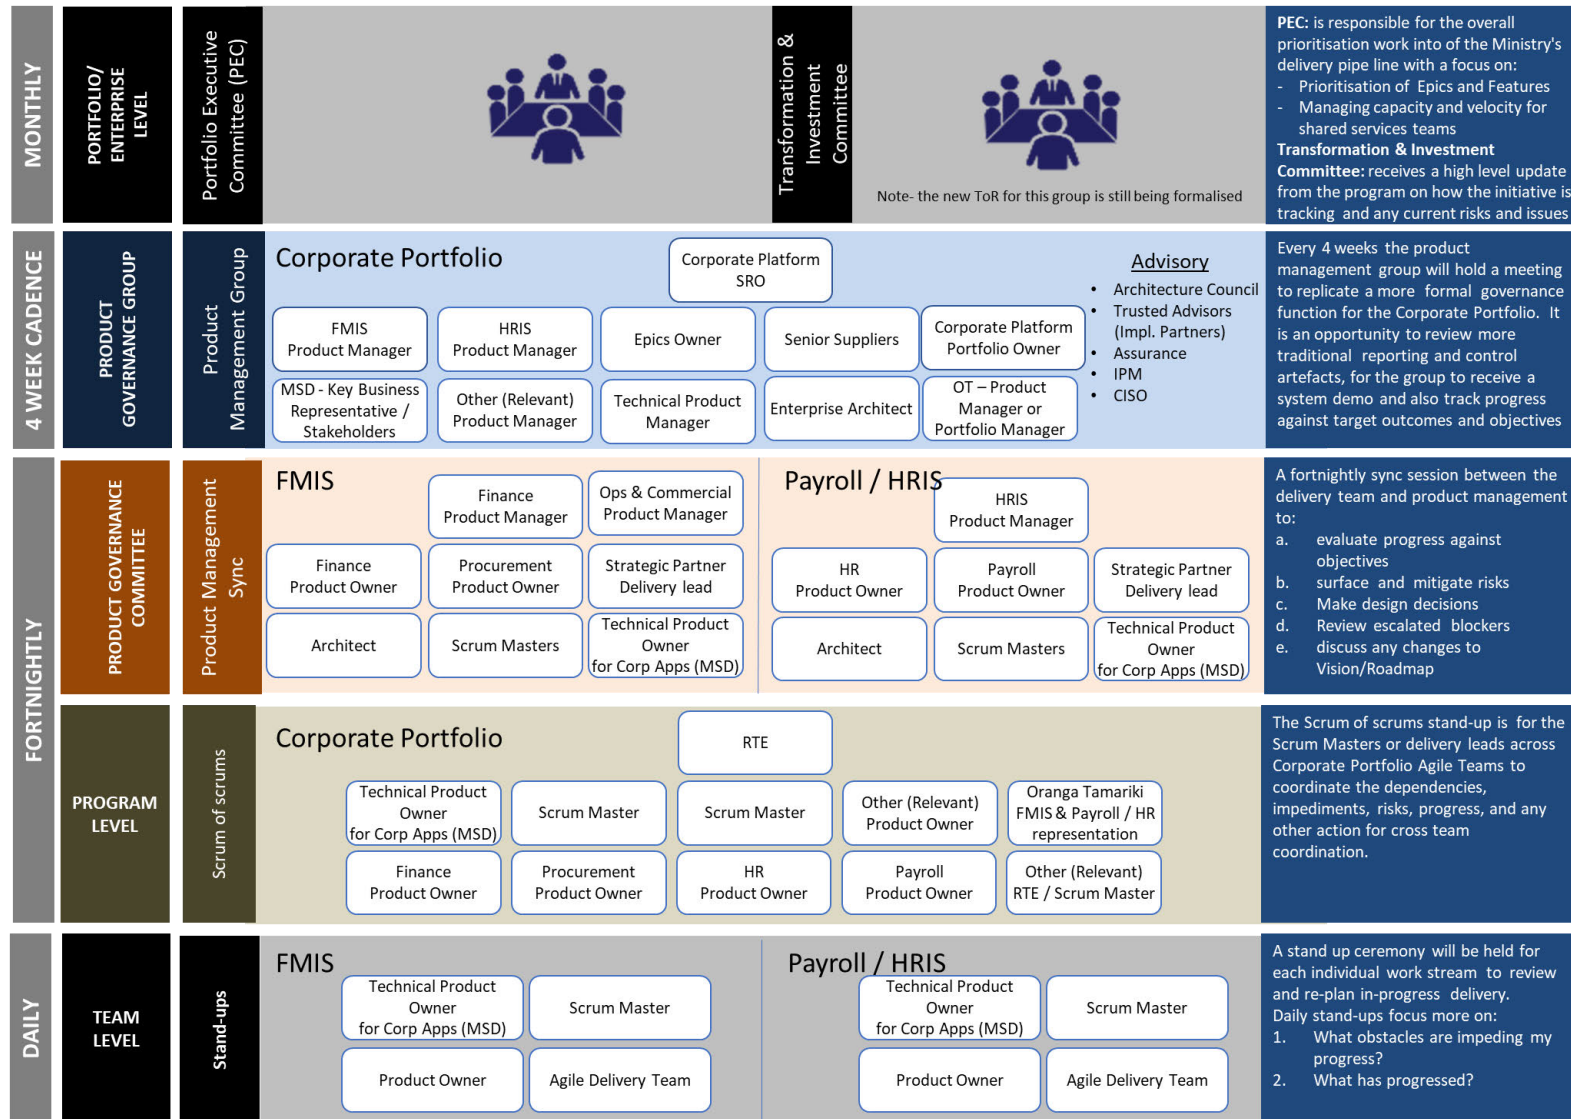 MONTHLY
PORTFOLIO/
ENTERPRISE
LEVEL
Portfolio Executive
Committee (PEC)
Transformation &
Investment
Committee
Note- the new ToR for this group is still being formalised
PEC: is responsible for the overall
prioritisation work into of the Ministry's
delivery pipe line with a focus on:
- Prioritisation of Epics and Features
- Managing capacity and velocity for
shared services teams
Transformation & Investment
Committee: receives a high level update
from the program on how the initiative is
tracking and any current risks and issues
4 WEEK CADENCE
PRODUCT
GOVERNANCE GROUP
Product
Management Group
Corporate Portfolio
Corporate Platform
SRO
FMIS
Product Manager
HRIS
Product Manager
Epics Owner
Senior Suppliers
Corporate Platform
Portfolio Owner
MSD - Key Business
Representative /
Stakeholders
Other (Relevant)
Product Manager
Technical Product
Manager
Enterprise Architect
OT – Product
Manager or
Portfolio Manager
Advisory
• Architecture Council
• Trusted Advisors
(Impl. Partners)
• Assurance
• IPM
• CISO
Every 4 weeks the product
management group will hold a meeting
to replicate a more formal governance
function for the Corporate Portfolio. It
is an opportunity to review more
traditional reporting and control
artefacts, for the group to receive a
system demo and also track progress
against target outcomes and objectives
FORTNIGHTLY
PRODUCT GOVERNANCE
COMMITTEE
Product Management
Sync
FMIS
Finance
Product Manager
Ops & Commercial
Product Manager
Finance
Product Owner
Procurement
Product Owner
Strategic Partner
Delivery lead
Architect
Scrum Masters
Technical Product
Owner
for Corp Apps (MSD)
Payroll / HRIS
HRIS
Product Manager
HR
Product Owner
Payroll
Product Owner
Strategic Partner
Delivery lead
Architect
Scrum Masters
Technical Product
Owner
for Corp Apps (MSD)
A fortnightly sync session between the
delivery team and product management
to:
a. evaluate progress against
objectives
b. surface and mitigate risks
c. Make design decisions
d. Review escalated blockers
e. discuss any changes to
Vision/Roadmap
PROGRAM
LEVEL
Scrum of scrums
Corporate Portfolio
RTE
Technical Product
Owner
for Corp Apps (MSD)
Scrum Master
Scrum Master
Other (Relevant)
Product Owner
Oranga Tamariki
FMIS & Payroll / HR
representation
Finance
Product Owner
Procurement
Product Owner
HR
Product Owner
Payroll
Product Owner
Other (Relevant)
RTE / Scrum Master
The Scrum of scrums stand-up is for the
Scrum Masters or delivery leads across
Corporate Portfolio Agile Teams to
coordinate the dependencies,
impediments, risks, progress, and any
other action for cross team
coordination.
DAILY
TEAM
LEVEL
Stand-ups
FMIS
Technical Product
Owner
for Corp Apps (MSD)
Scrum Master
Product Owner
Agile Delivery Team
Payroll / HRIS
Technical Product
Owner
for Corp Apps (MSD)
Scrum Master
Product Owner
Agile Delivery Team
A stand up ceremony will be held for
each individual work stream to review
and re-plan in-progress delivery.
Daily stand-ups focus more on:
1. What obstacles are impeding my
progress?
2. What has progressed?